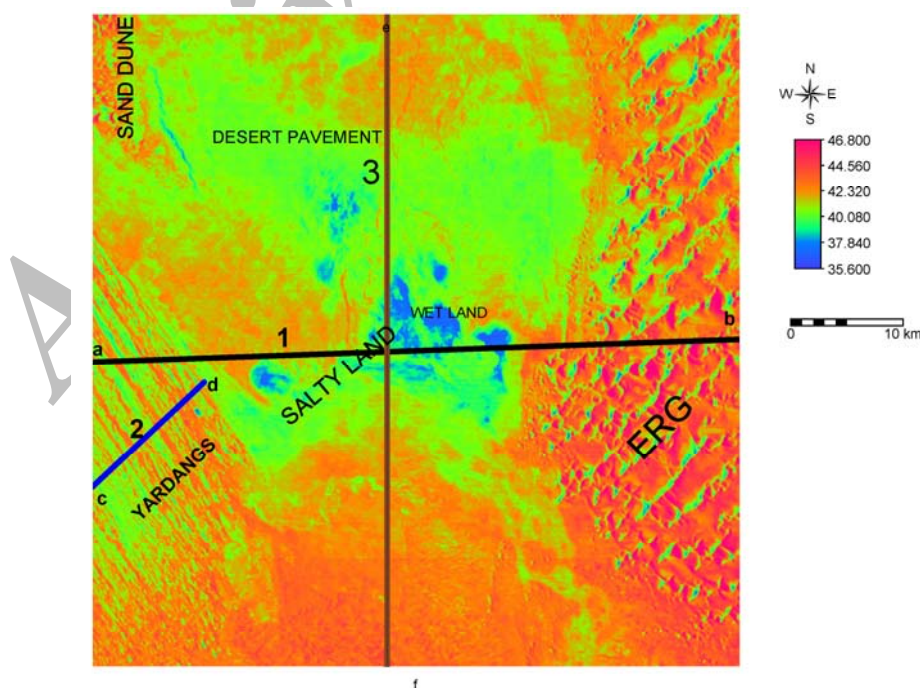 e
SAND DUNE
DESERT PAVEMENT
3
WET LAND
1
a
b
SALTY LAND
d
2
c
YARDANGS
ERG
f
N
W E
S
46.800
44.560
42.320
40.080
37.840
35.600
0 10 km